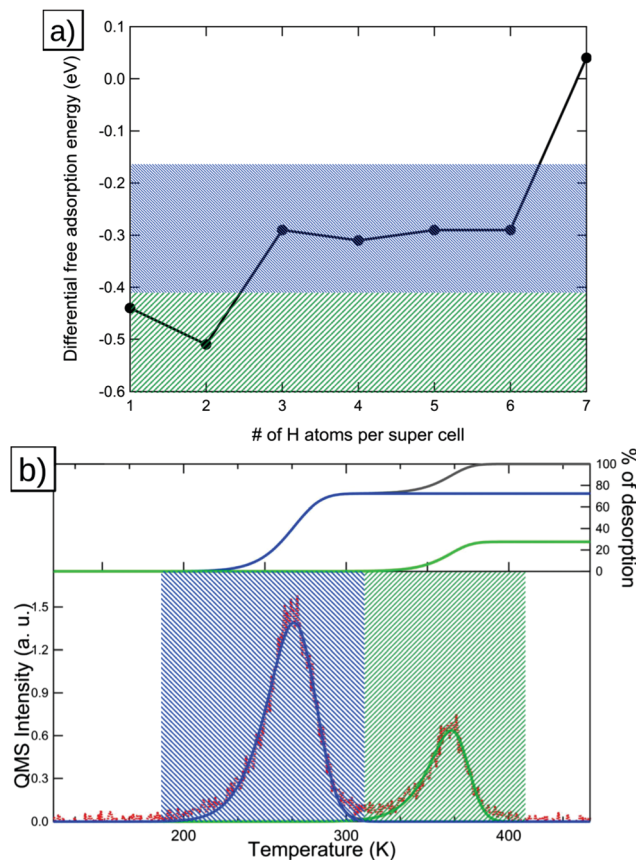 a)
0.1
0.0
-0.1
-0.2
-0.3
-0.4
-0.5
-0.6
Differential free adsorption energy (eV)
1 2 3 4 5 6 7
# of H atoms per super cell
b)
100
80
60
40
20
0
% of desorption
1.5
1.2
0.9
0.6
0.3
0.0
QMS Intensity (a. u.)
200 300 400
Temperature (K)